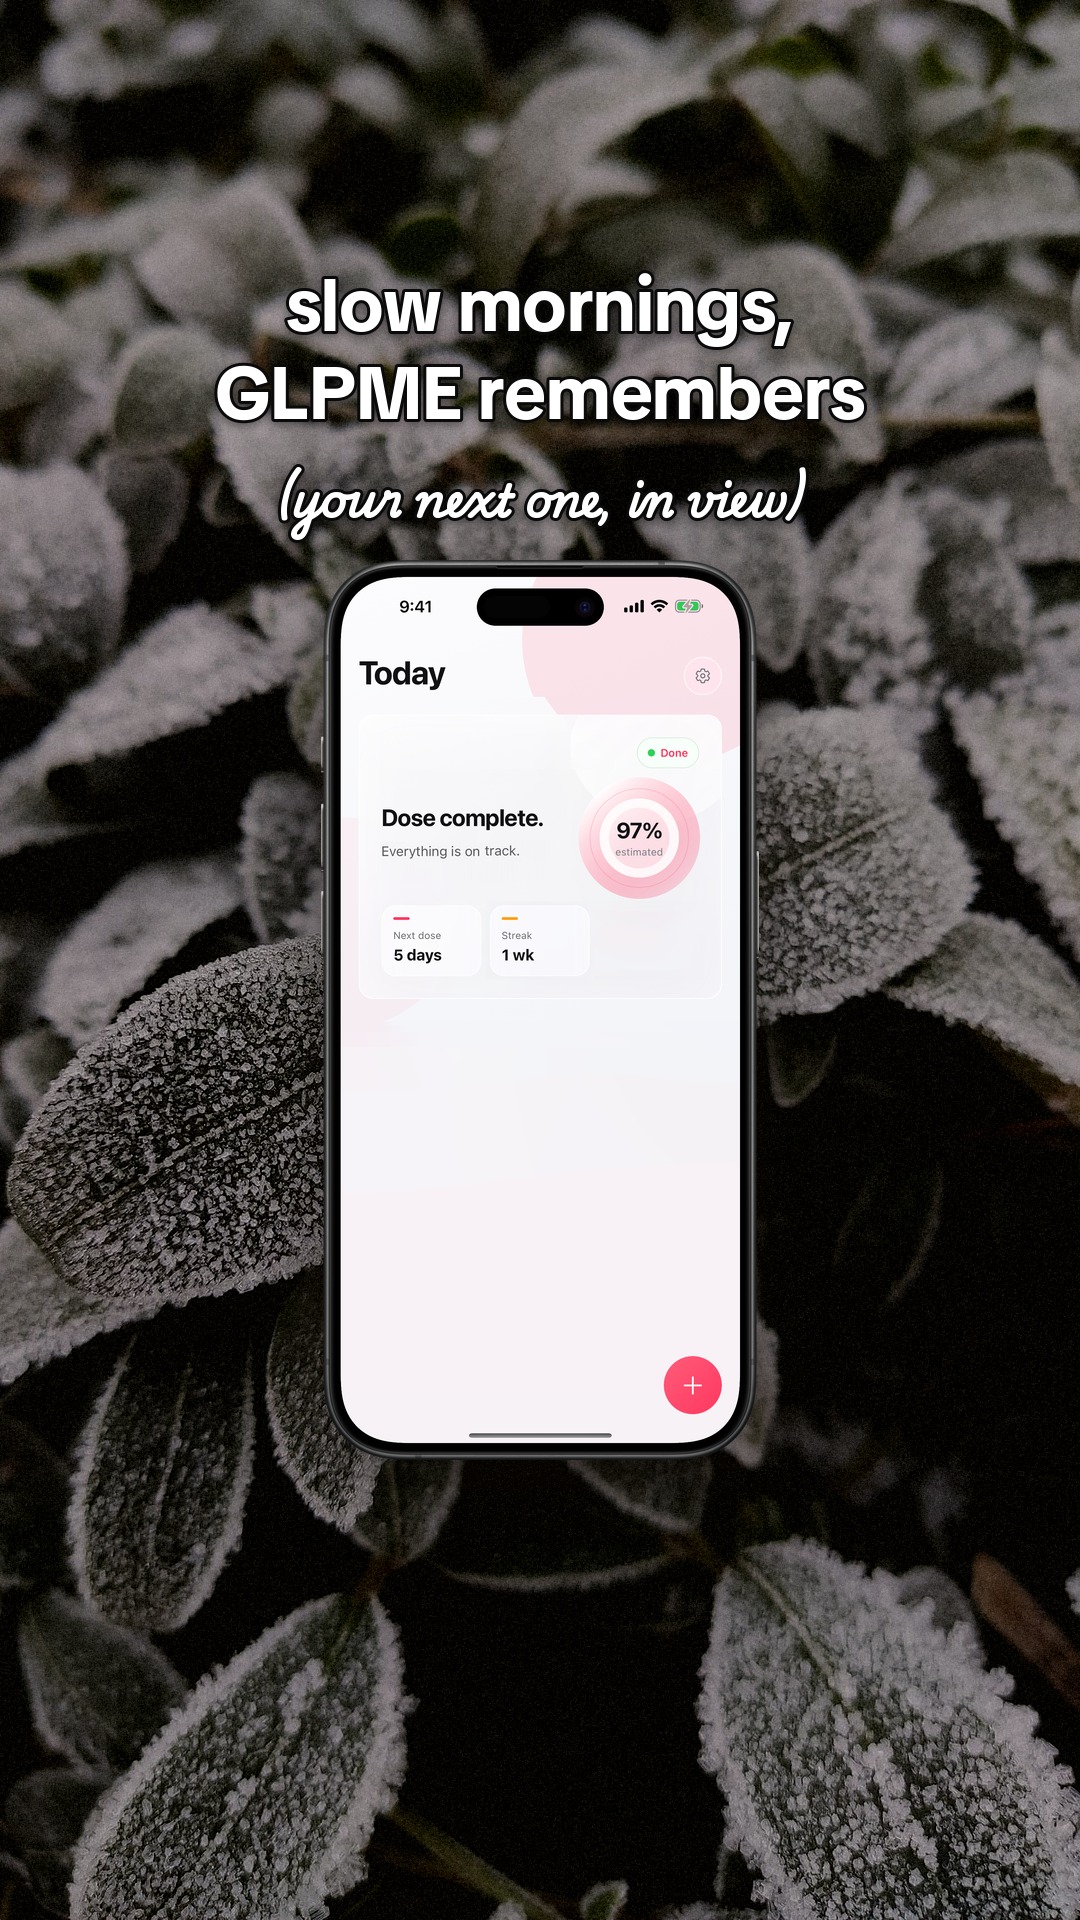 slow mornings,
GLPME remembers
(your next one, in view)
9:41
Today
Done
Dose complete.
Everything is on track.
97%
estimated
Next dose
5 days
Streak
1 wk